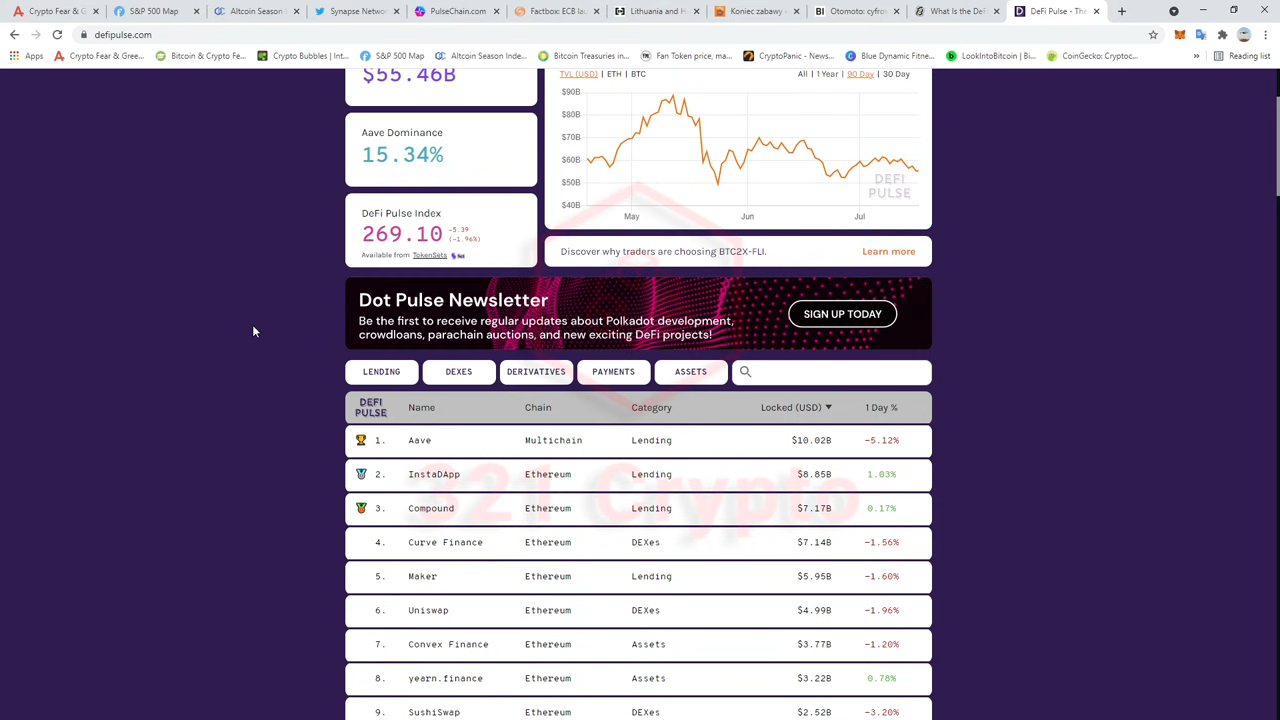 Crypto Fear & G
S&P 500 Map
Altcoin Season I
Synapse Netwo
PulseChain.com
Factbox: ECB la
Lithuania and H
Koniec zabawy
Otomoto: cyfro
What Is the DeF
DeFi Pulse - The
defipulse.com
Apps
Crypto Fear & Gree...
Bitcoin & Crypto Fe...
Crypto Bubbles | Int...
S&P 500 Map
Altcoin Season Inde...
Bitcoin Treasuries in...
Fan Token price, ma...
CryptoPanic - News...
Blue Dynamic Fitne...
LookIntoBitcoin | Bi...
CoinGecko: Cryptoc...
»
Reading list
$55.46B
Aave Dominance
15.34%
DeFi Pulse Index
269.10 -5.39
(-1.96%)
Available from TokenSets
TVL (USD) | ETH | BTC
All | 1 Year | 90 Day | 30 Day
$90B
$80B
$70B
$60B
$50B
$40B
May Jun Jul
DEFI
PULSE
Discover why traders are choosing BTC2X-FLI. Learn more
Dot Pulse Newsletter
Be the first to receive regular updates about Polkadot development,
crowdloans, parachain auctions, and new exciting DeFi projects!
SIGN UP TODAY
LENDING DEXES DERIVATIVES PAYMENTS ASSETS
DEFI
PULSE
Name Chain Category Locked (USD) ▼ 1 Day %
1. Aave Multichain Lending $10.02B -5.12%
2. InstaDApp Ethereum Lending $8.85B 1.03%
321 Crypto
3. Compound Ethereum Lending $7.17B 0.17%
4. Curve Finance Ethereum DEXes $7.14B -1.56%
5. Maker Ethereum Lending $5.95B -1.60%
6. Uniswap Ethereum DEXes $4.99B -1.96%
7. Convex Finance Ethereum Assets $3.77B -1.20%
8. yearn.finance Ethereum Assets $3.22B 0.78%
9. SushiSwap Ethereum DEXes $2.52B -3.20%